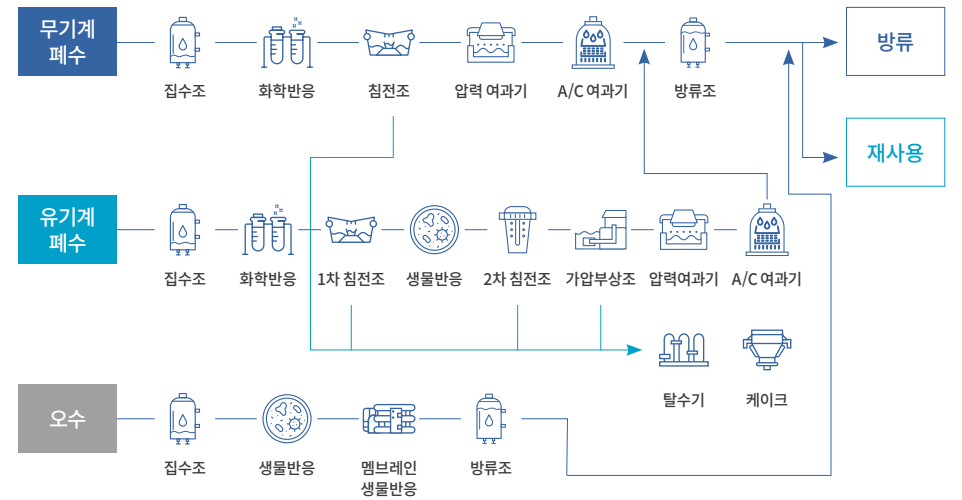 무기계
폐수
집수조
화학반응
침전조
압력 여과기
A/C 여과기
방류조
방류
재사용
유기계
폐수
집수조
화학반응
1차 침전조
생물반응
2차 침전조
가압부상조
압력여과기
A/C 여과기
탈수기
케이크
오수
집수조
생물반응
멤브레인
생물반응
방류조